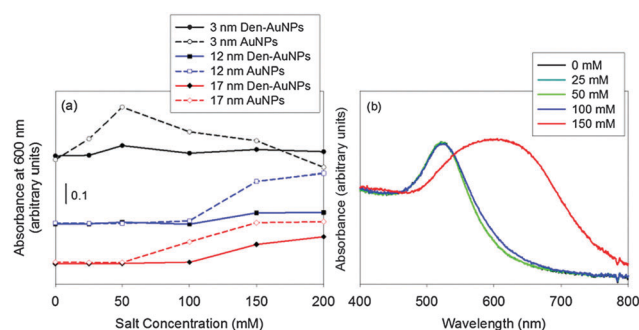 3 nm Den-AuNPs
3 nm AuNPs
12 nm Den-AuNPs
12 nm AuNPs
17 nm Den-AuNPs
17 nm AuNPs
(a)
0.1
Absorbance at 600 nm
(arbitrary units)
0 50 100 150 200
Salt Concentration (mM)
0 mM
25 mM
50 mM
100 mM
150 mM
(b)
Absorbance (arbitrary units)
400 500 600 700 800
Wavelength (nm)